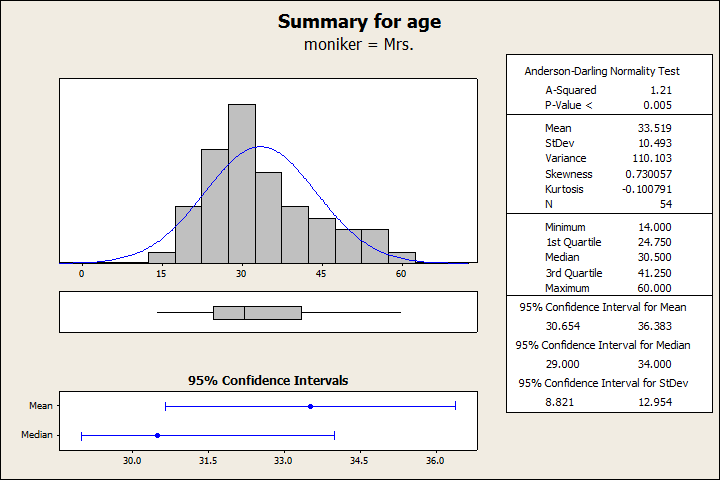 Summary for age
moniker = Mrs.
0 15 30 45 60
95% Confidence Intervals
Mean
Median
30.0 31.5 33.0 34.5 36.0
Anderson-Darling Normality Test
A-Squared 1.21
P-Value < 0.005
Mean 33.519
StDev 10.493
Variance 110.103
Skewness 0.730057
Kurtosis -0.100791
N 54
Minimum 14.000
1st Quartile 24.750
Median 30.500
3rd Quartile 41.250
Maximum 60.000
95% Confidence Interval for Mean
30.654 36.383
95% Confidence Interval for Median
29.000 34.000
95% Confidence Interval for StDev
8.821 12.954